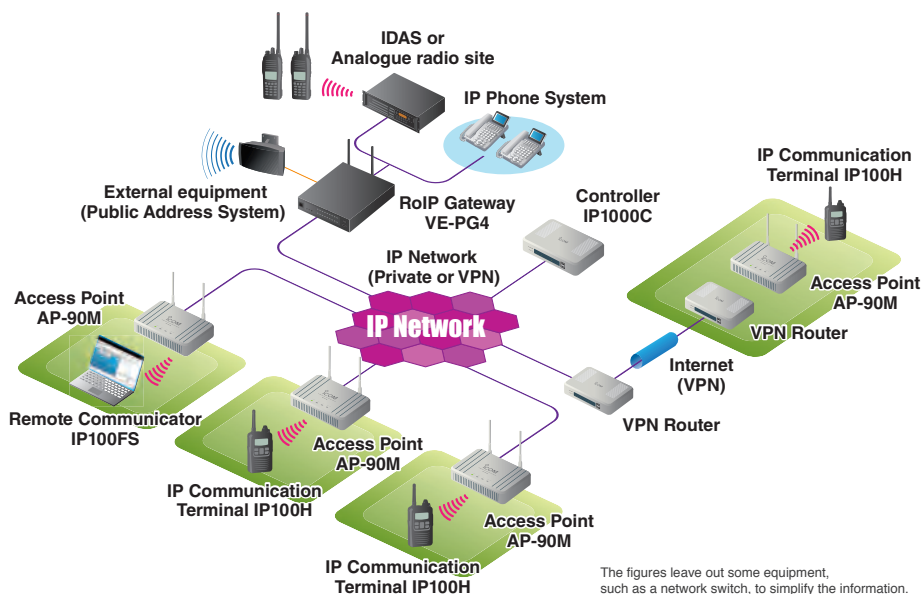 IDAS or
Analogue radio site
IP Phone System
External equipment
(Public Address System)
RoIP Gateway
VE-PG4
Controller
IP1000C
IP Communication
Terminal IP100H
IP Network
(Private or VPN)
IP Network
Access Point
AP-90M
Access Point
AP-90M
VPN Router
Internet
(VPN)
VPN Router
Remote Communicator
IP100FS
Access Point
AP-90M
IP Communication
Terminal IP100H
Access Point
AP-90M
IP Communication
Terminal IP100H
The figures leave out some equipment,
such as a network switch, to simplify the information.